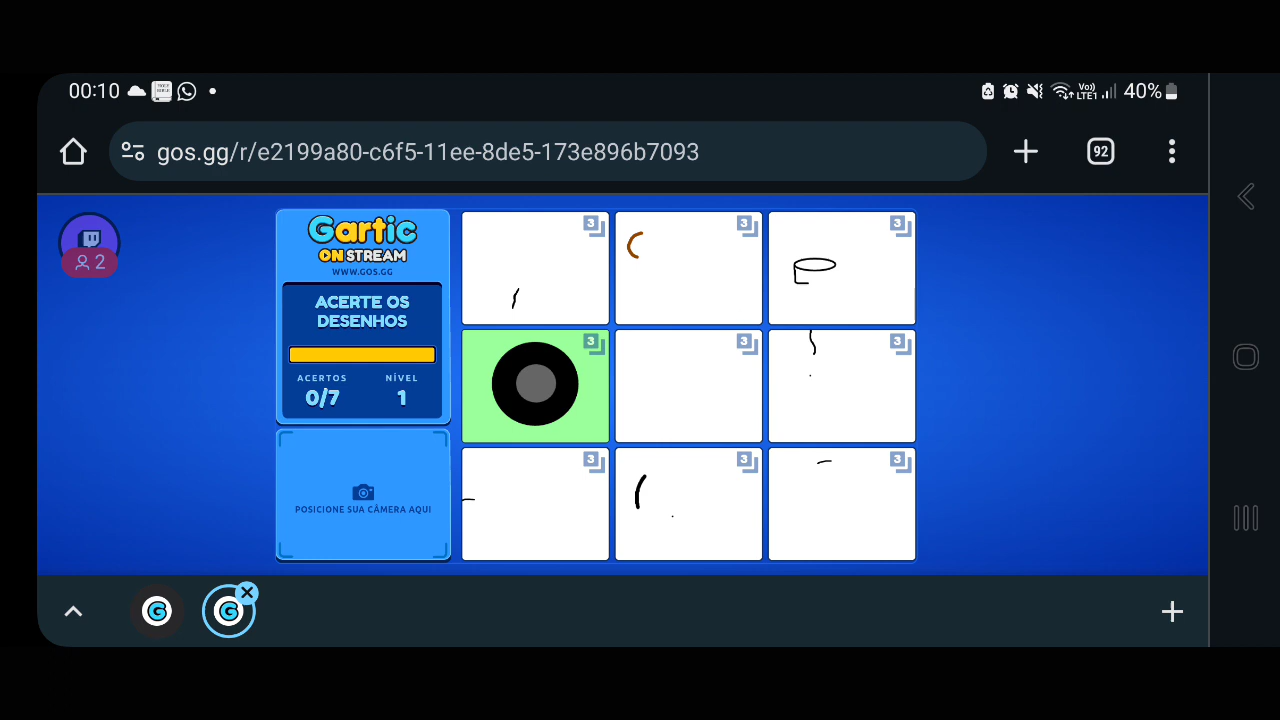 00:10
Vo))
LTE1
40%
gos.gg/r/e2199a80-c6f5-11ee-8de5-173e896b7093
92
2
Gartic
ON STREAM
WWW.GOS.GG
ACERTE OS
DESENHOS
ACERTOS NÍVEL
0/7 1
POSICIONE SUA CÂMERA AQUI
3 3 3
3 3 3
3 3 3
G G